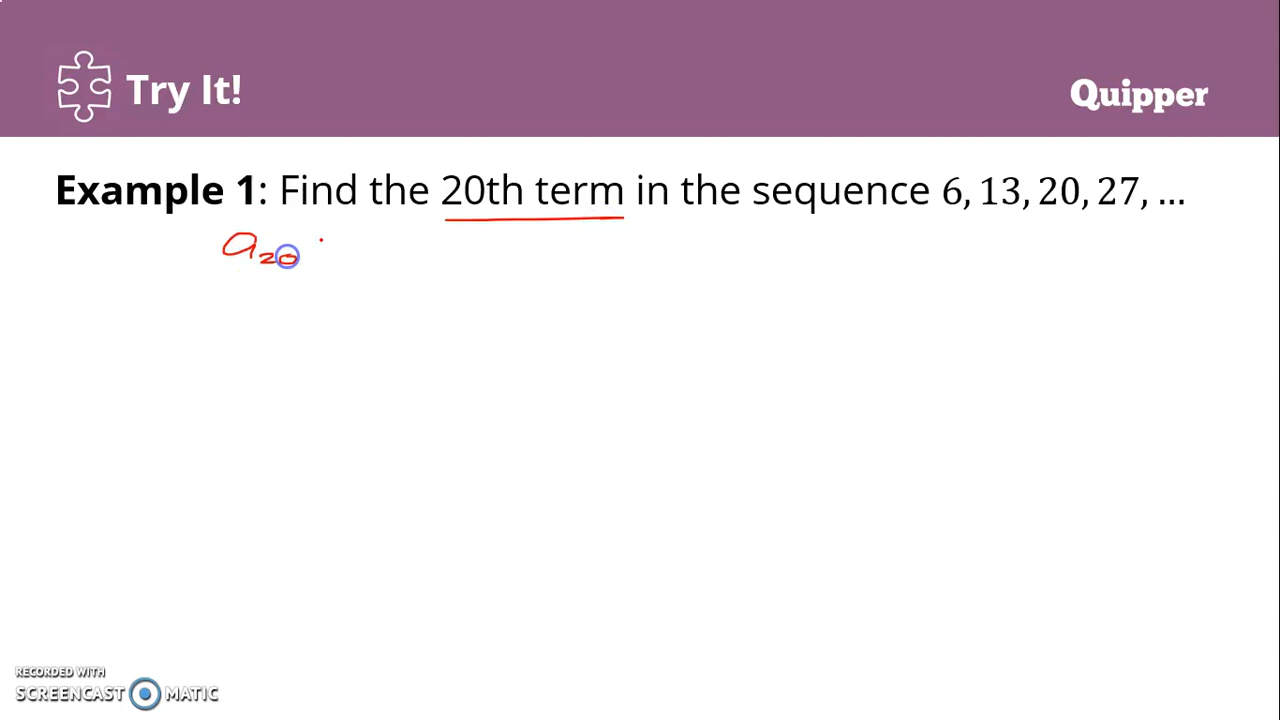 Try It!
Quipper
Example 1: Find the 20th term in the sequence 6, 13, 20, 27, ...
a₂₀
RECORDED WITH
SCREENCAST MATIC